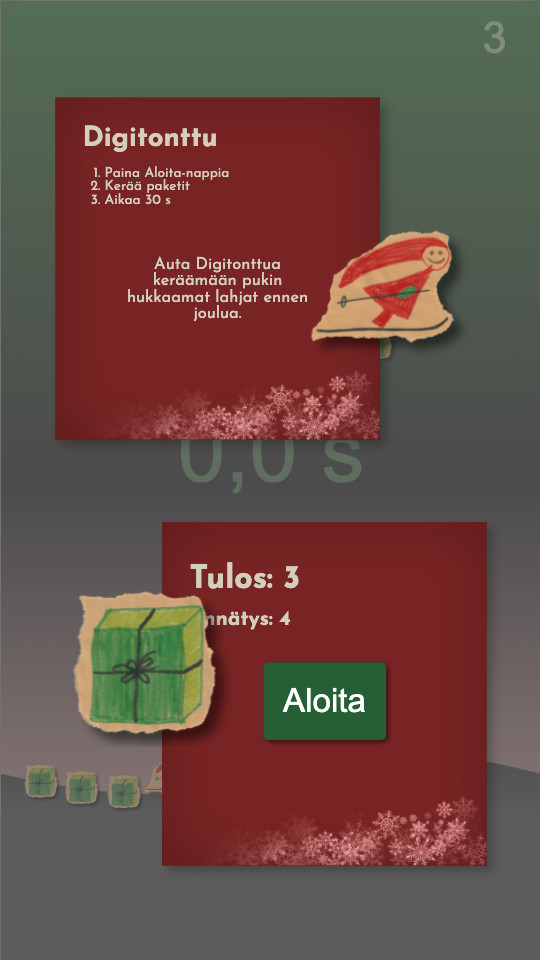 3
Digitonttu
1. Paina Aloita-nappia
2. Kerää paketit
3. Aikaa 30 s
Auta Digitonttua
keräämään pukin
hukkaamat lahjat ennen
joulua.
0,0 s
Tulos: 3
nnätys: 4
Aloita